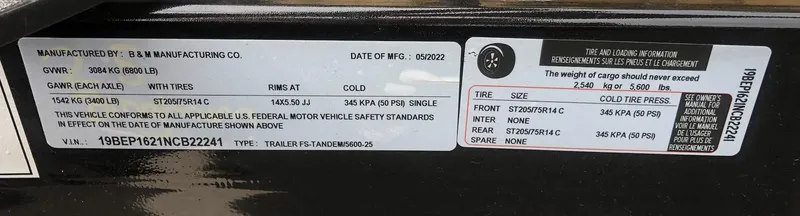 MANUFACTURED BY : B & M MANUFACTURING CO. DATE OF MFG. : 05/2022
GVWR: 3084 KG (6800 LB)
GAWR (EACH AXLE) WITH TIRES RIMS AT COLD
1542 KG (3400 LB) ST205/75R14 C 14X5.50 JJ 345 KPA (50 PSI) SINGLE
THIS VEHICLE CONFORMS TO ALL APPLICABLE U.S. FEDERAL MOTOR VEHICLE SAFETY STANDARDS
IN EFFECT ON THE DATE OF MANUFACTURE SHOWN ABOVE
V.I.N.: 19BEP1621NCB22241 TYPE: TRAILER FS-TANDEM/5600-25
TIRE AND LOADING INFORMATION
RENSEIGNEMENTS SUR LES PNEUS ET LE CHARGEMENT
The weight of cargo should never exceed
2,540 kg or 5,600 lbs.
TIRE SIZE COLD TIRE PRESS.
FRONT ST205/75R14 C 345 KPA (50 PSI)
INTER NONE
REAR ST205/75R14 C 345 KPA (50 PSI)
SPARE NONE
SEE OWNER'S
MANUAL FOR
ADDITIONAL
INFORMATION
VOIR LE MANUEL
DE L'USAGER
POUR PLUS DE
RENSEIGNEMENTS
19BEP1621NCB22241